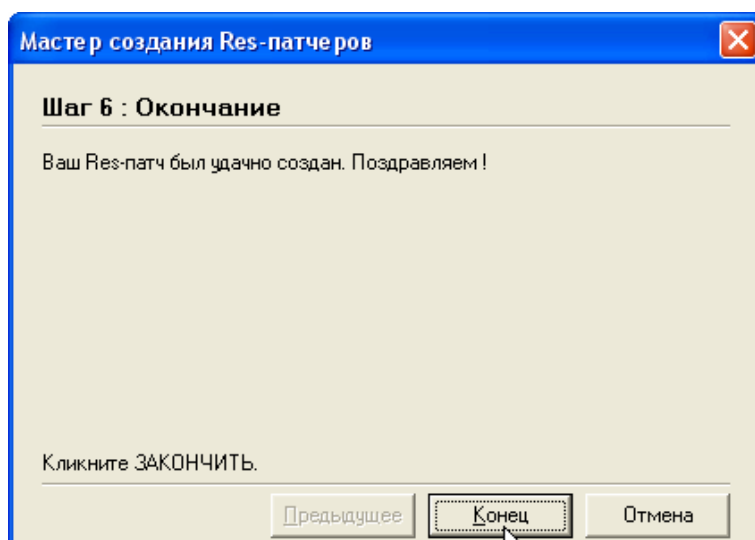 Мастер создания Res-патчеров
Шаг 6 : Окончание
Ваш Res-патч был удачно создан. Поздравляем !
Кликните ЗАКОНЧИТЬ.
Предыдущее Конец Отмена